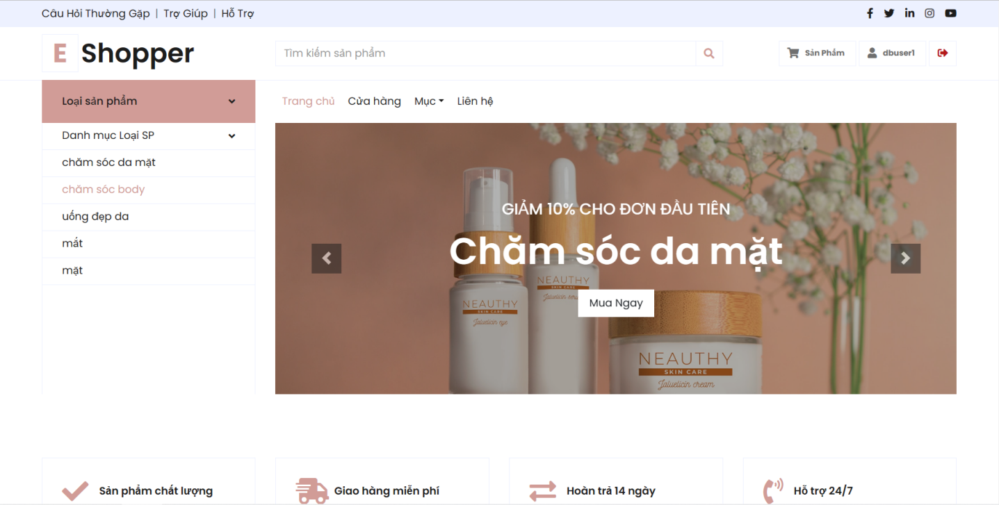 Câu Hỏi Thường Gặp | Trợ Giúp | Hỗ Trợ
E Shopper
Tìm kiếm sản phẩm
Sản Phẩm
dbuser1
Loại sản phẩm
Trang chủ Cửa hàng Mục Liên hệ
Danh mục Loại SP
chăm sóc da mặt
chăm sóc body
uống đẹp da
mắt
mặt
GIẢM 10% CHO ĐƠN ĐẦU TIÊN
Chăm sóc da mặt
Mua Ngay
NEAUTHY
SKIN CARE
Jaluelicin eye
NEAUTHY
SKIN CARE
NEAUTHY
SKIN CARE
Jaluelicin cream
Sản phẩm chất lượng
Giao hàng miễn phí
Hoàn trả 14 ngày
Hỗ trợ 24/7